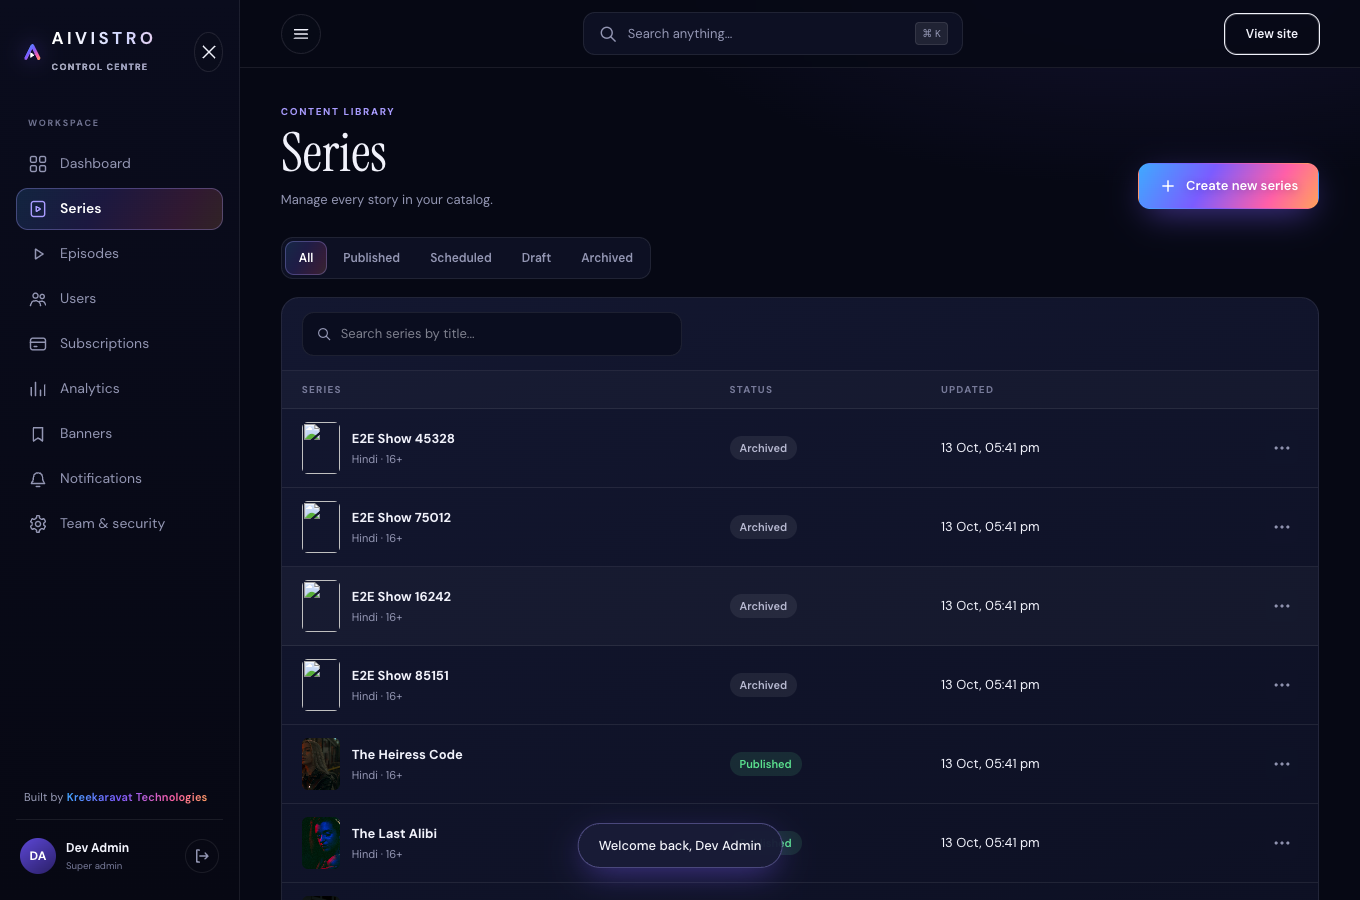 AIVISTRO
CONTROL CENTRE
Search anything...
⌘ K
View site
WORKSPACE
Dashboard
Series
Episodes
Users
Subscriptions
Analytics
Banners
Notifications
Team & security
Built by Kreekaravat Technologies
DA
Dev Admin
Super admin
CONTENT LIBRARY
Series
Manage every story in your catalog.
Create new series
All Published Scheduled Draft Archived
Search series by title...
SERIES STATUS UPDATED
E2E Show 45328
Hindi · 16+
Archived
13 Oct, 05:41 pm
E2E Show 75012
Hindi · 16+
Archived
13 Oct, 05:41 pm
E2E Show 16242
Hindi · 16+
Archived
13 Oct, 05:41 pm
E2E Show 85151
Hindi · 16+
Archived
13 Oct, 05:41 pm
The Heiress Code
Hindi · 16+
Published
13 Oct, 05:41 pm
The Last Alibi
Hindi · 16+
13 Oct, 05:41 pm
Welcome back, Dev Admin